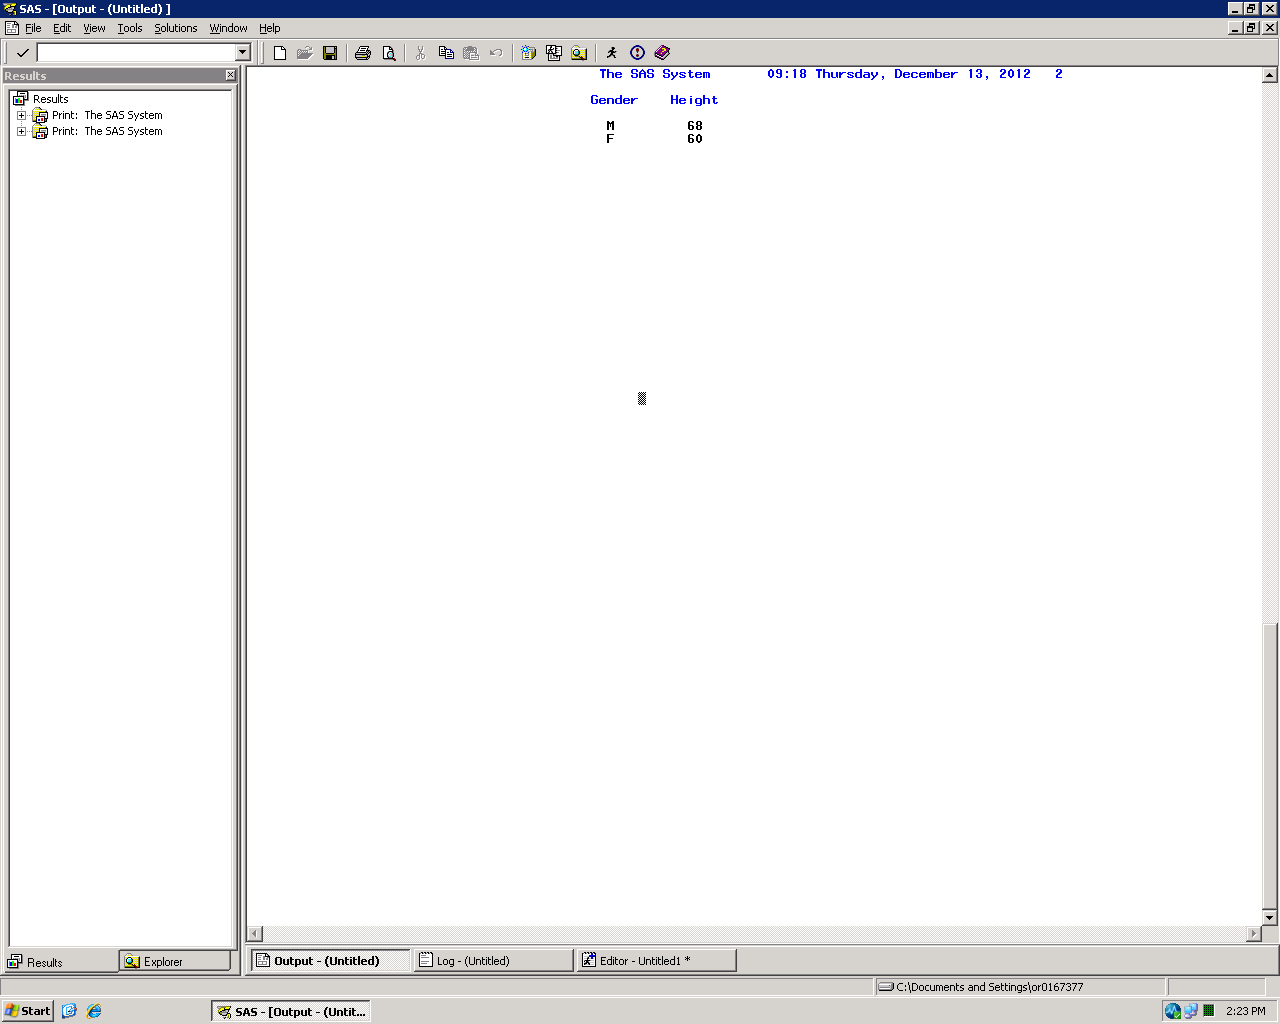 SAS - [Output - (Untitled) ]
File Edit View Tools Solutions Window Help
Results
Results
Print: The SAS System
Print: The SAS System
The SAS System 09:18 Thursday, December 13, 2012 2
Gender Height
M 68
F 60
Results Explorer
Output - (Untitled) Log - (Untitled) Editor - Untitled1 *
C:\Documents and Settings\or0167377
Start SAS - [Output - (Untit... 2:23 PM